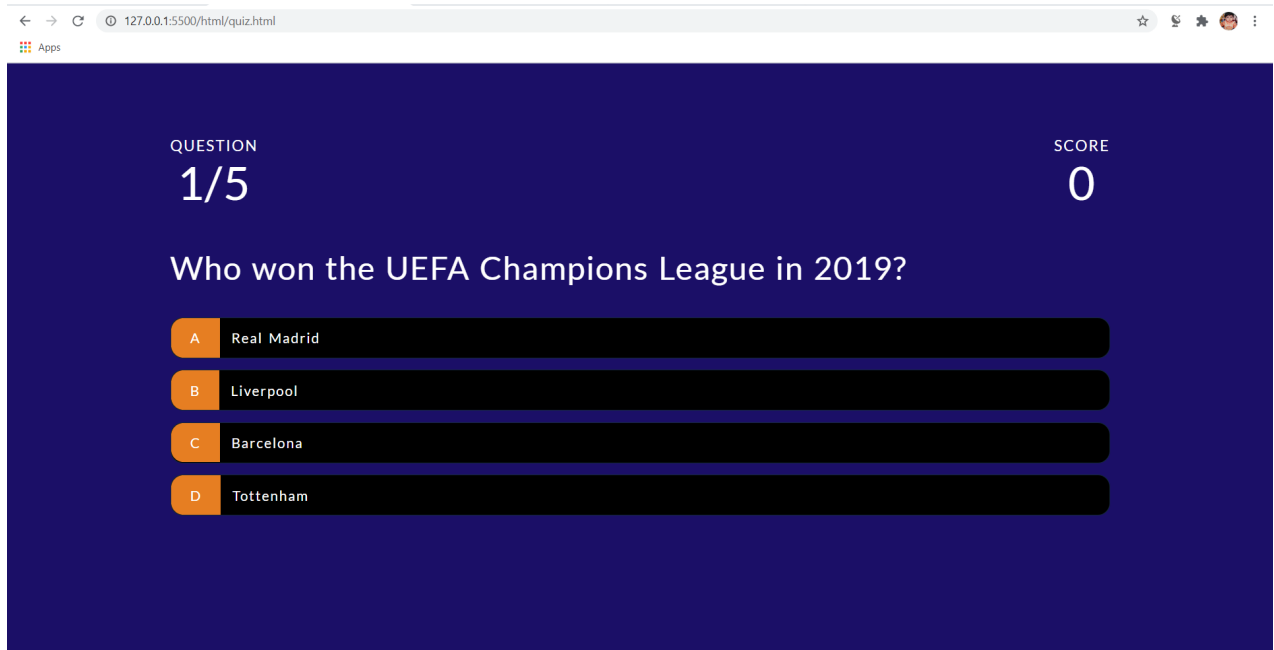 127.0.0.1:5500/html/quiz.html
Apps
QUESTION
1/5
SCORE
0
Who won the UEFA Champions League in 2019?
A Real Madrid
B Liverpool
C Barcelona
D Tottenham